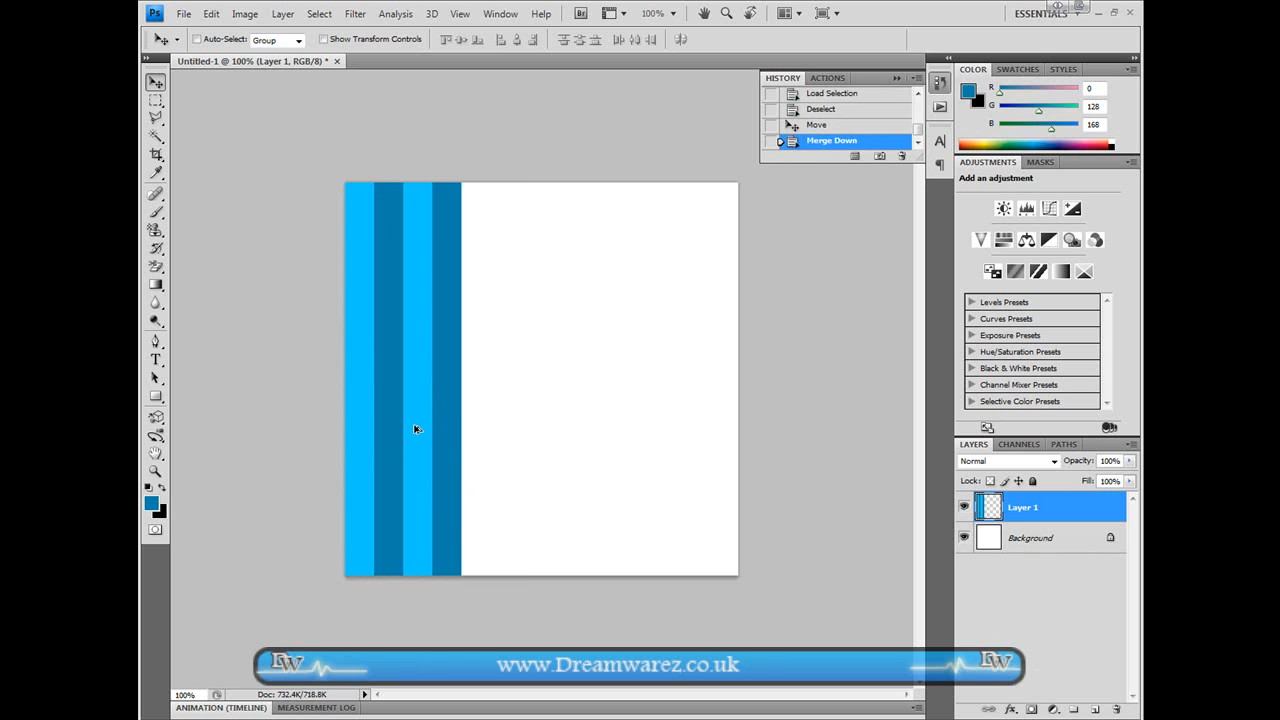 Ps File Edit Image Layer Select Filter Analysis 3D View Window Help Br 100% ESSENTIALS
Auto-Select: Group Show Transform Controls
Untitled-1 @ 100% (Layer 1, RGB/8) *
HISTORY ACTIONS
Load Selection
Deselect
Move
Merge Down
COLOR SWATCHES STYLES
R 0
G 128
B 168
ADJUSTMENTS MASKS
Add an adjustment
Levels Presets
Curves Presets
Exposure Presets
Hue/Saturation Presets
Black & White Presets
Channel Mixer Presets
Selective Color Presets
LAYERS CHANNELS PATHS
Normal Opacity: 100%
Lock: Fill: 100%
Layer 1
Background
DW www.Dreamwarez.co.uk DW
100% Doc: 732.4K/718.8K
ANIMATION (TIMELINE) MEASUREMENT LOG